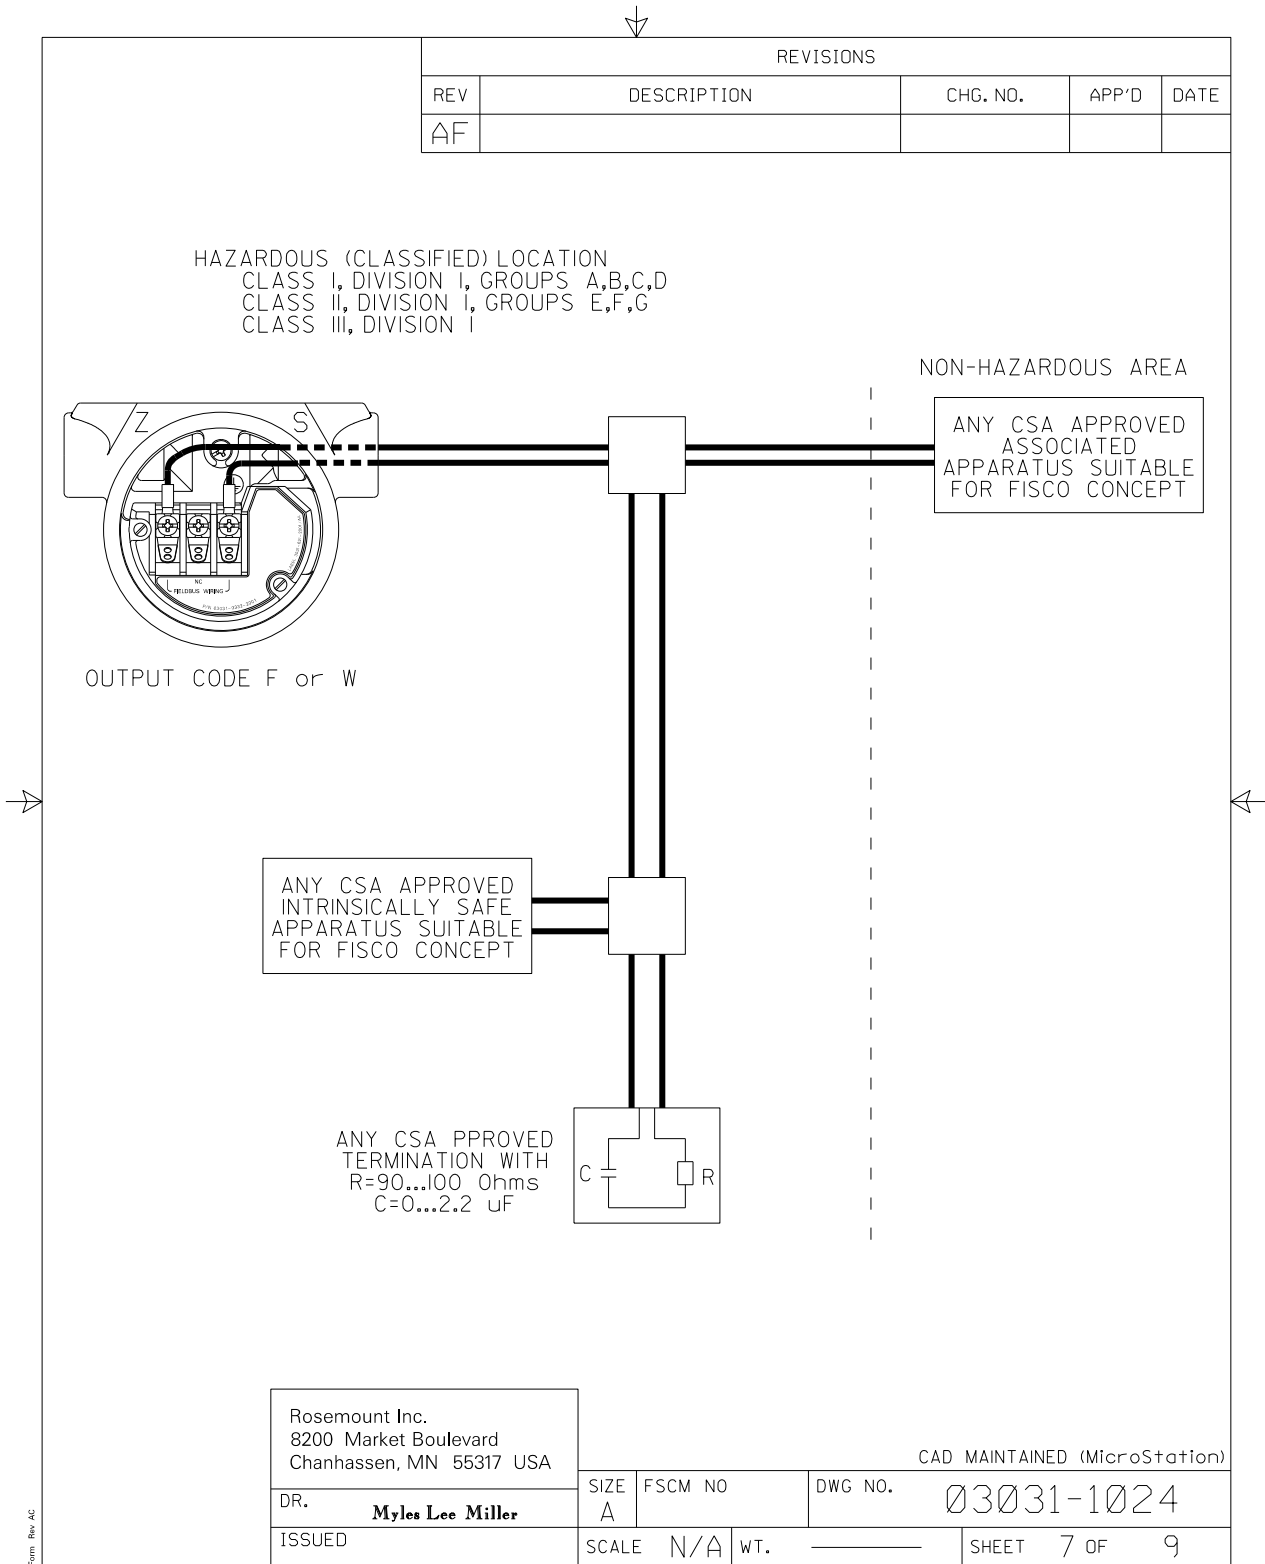 REVISIONS
REV DESCRIPTION CHG. NO. APP'D DATE
AF
HAZARDOUS (CLASSIFIED) LOCATION
CLASS I, DIVISION I, GROUPS A,B,C,D
CLASS II, DIVISION I, GROUPS E,F,G
CLASS III, DIVISION I
NON-HAZARDOUS AREA
ANY CSA APPROVED
ASSOCIATED
APPARATUS SUITABLE
FOR FISCO CONCEPT
Z S
NC
FIELDBUS WIRING
OUTPUT CODE F or W
ANY CSA APPROVED
INTRINSICALLY SAFE
APPARATUS SUITABLE
FOR FISCO CONCEPT
ANY CSA PPROVED
TERMINATION WITH
R=90...100 Ohms
C=0...2.2 uF
C R
Rosemount Inc.
8200 Market Boulevard
Chanhassen, MN 55317 USA
CAD MAINTAINED (MicroStation)
DR. Myles Lee Miller
SIZE A FSCM NO DWG NO. 03031-1024
ISSUED
SCALE N/A WT. SHEET 7 OF 9
Form Rev AC